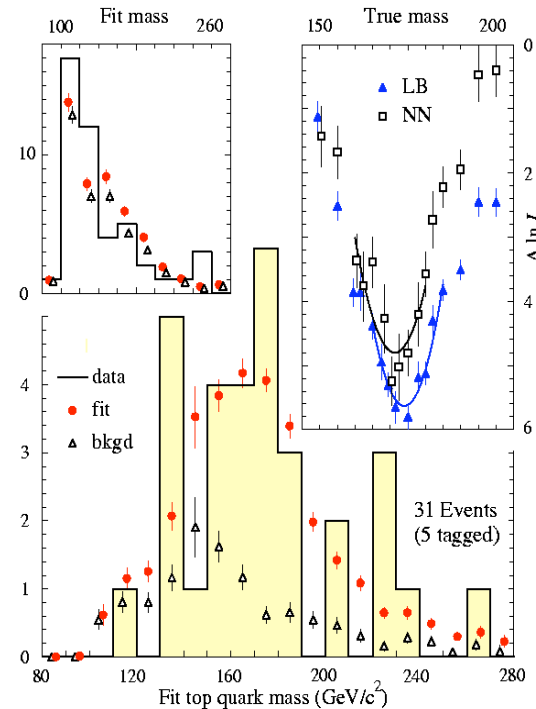 Fit mass
100 260
10
0
True mass
150 200
LB
NN
0
2
4
6
Δ ln L
data
fit
bkgd
4
3
2
1
0
31 Events
(5 tagged)
80 120 160 200 240 280
Fit top quark mass (GeV/c²)